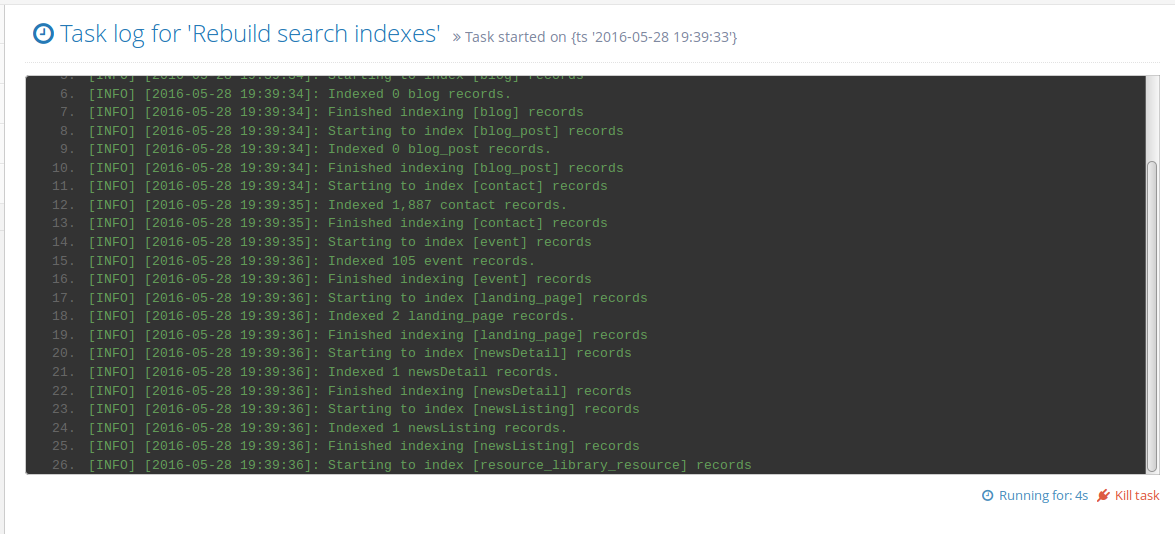 Task log for 'Rebuild search indexes' » Task started on {ts '2016-05-28 19:39:33'}
5. [INFO] [2016-05-28 19:39:34]: Starting to index [blog] records
6. [INFO] [2016-05-28 19:39:34]: Indexed 0 blog records.
7. [INFO] [2016-05-28 19:39:34]: Finished indexing [blog] records
8. [INFO] [2016-05-28 19:39:34]: Starting to index [blog_post] records
9. [INFO] [2016-05-28 19:39:34]: Indexed 0 blog_post records.
10. [INFO] [2016-05-28 19:39:34]: Finished indexing [blog_post] records
11. [INFO] [2016-05-28 19:39:34]: Starting to index [contact] records
12. [INFO] [2016-05-28 19:39:35]: Indexed 1,887 contact records.
13. [INFO] [2016-05-28 19:39:35]: Finished indexing [contact] records
14. [INFO] [2016-05-28 19:39:35]: Starting to index [event] records
15. [INFO] [2016-05-28 19:39:36]: Indexed 105 event records.
16. [INFO] [2016-05-28 19:39:36]: Finished indexing [event] records
17. [INFO] [2016-05-28 19:39:36]: Starting to index [landing_page] records
18. [INFO] [2016-05-28 19:39:36]: Indexed 2 landing_page records.
19. [INFO] [2016-05-28 19:39:36]: Finished indexing [landing_page] records
20. [INFO] [2016-05-28 19:39:36]: Starting to index [newsDetail] records
21. [INFO] [2016-05-28 19:39:36]: Indexed 1 newsDetail records.
22. [INFO] [2016-05-28 19:39:36]: Finished indexing [newsDetail] records
23. [INFO] [2016-05-28 19:39:36]: Starting to index [newsListing] records
24. [INFO] [2016-05-28 19:39:36]: Indexed 1 newsListing records.
25. [INFO] [2016-05-28 19:39:36]: Finished indexing [newsListing] records
26. [INFO] [2016-05-28 19:39:36]: Starting to index [resource_library_resource] records
Running for: 4s Kill task